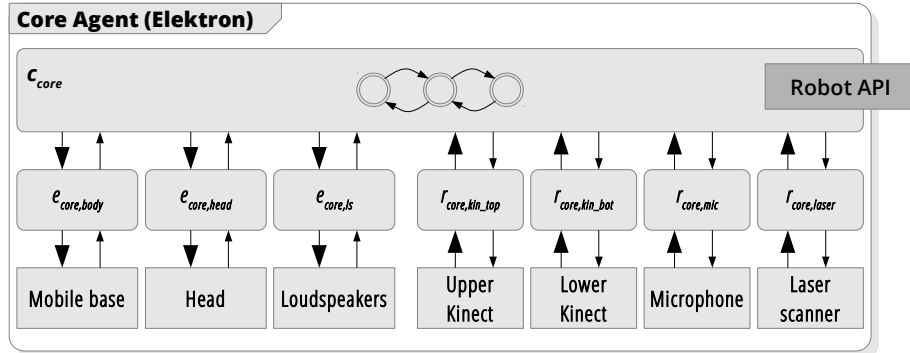 Core Agent (Elektron)
c_core
Robot API
e_core,body
e_core,head
e_core,ls
r_core,kin_top
r_core,kin_bot
r_core,mic
r_core,laser
Mobile base
Head
Loudspeakers
Upper
Kinect
Lower
Kinect
Microphone
Laser
scanner